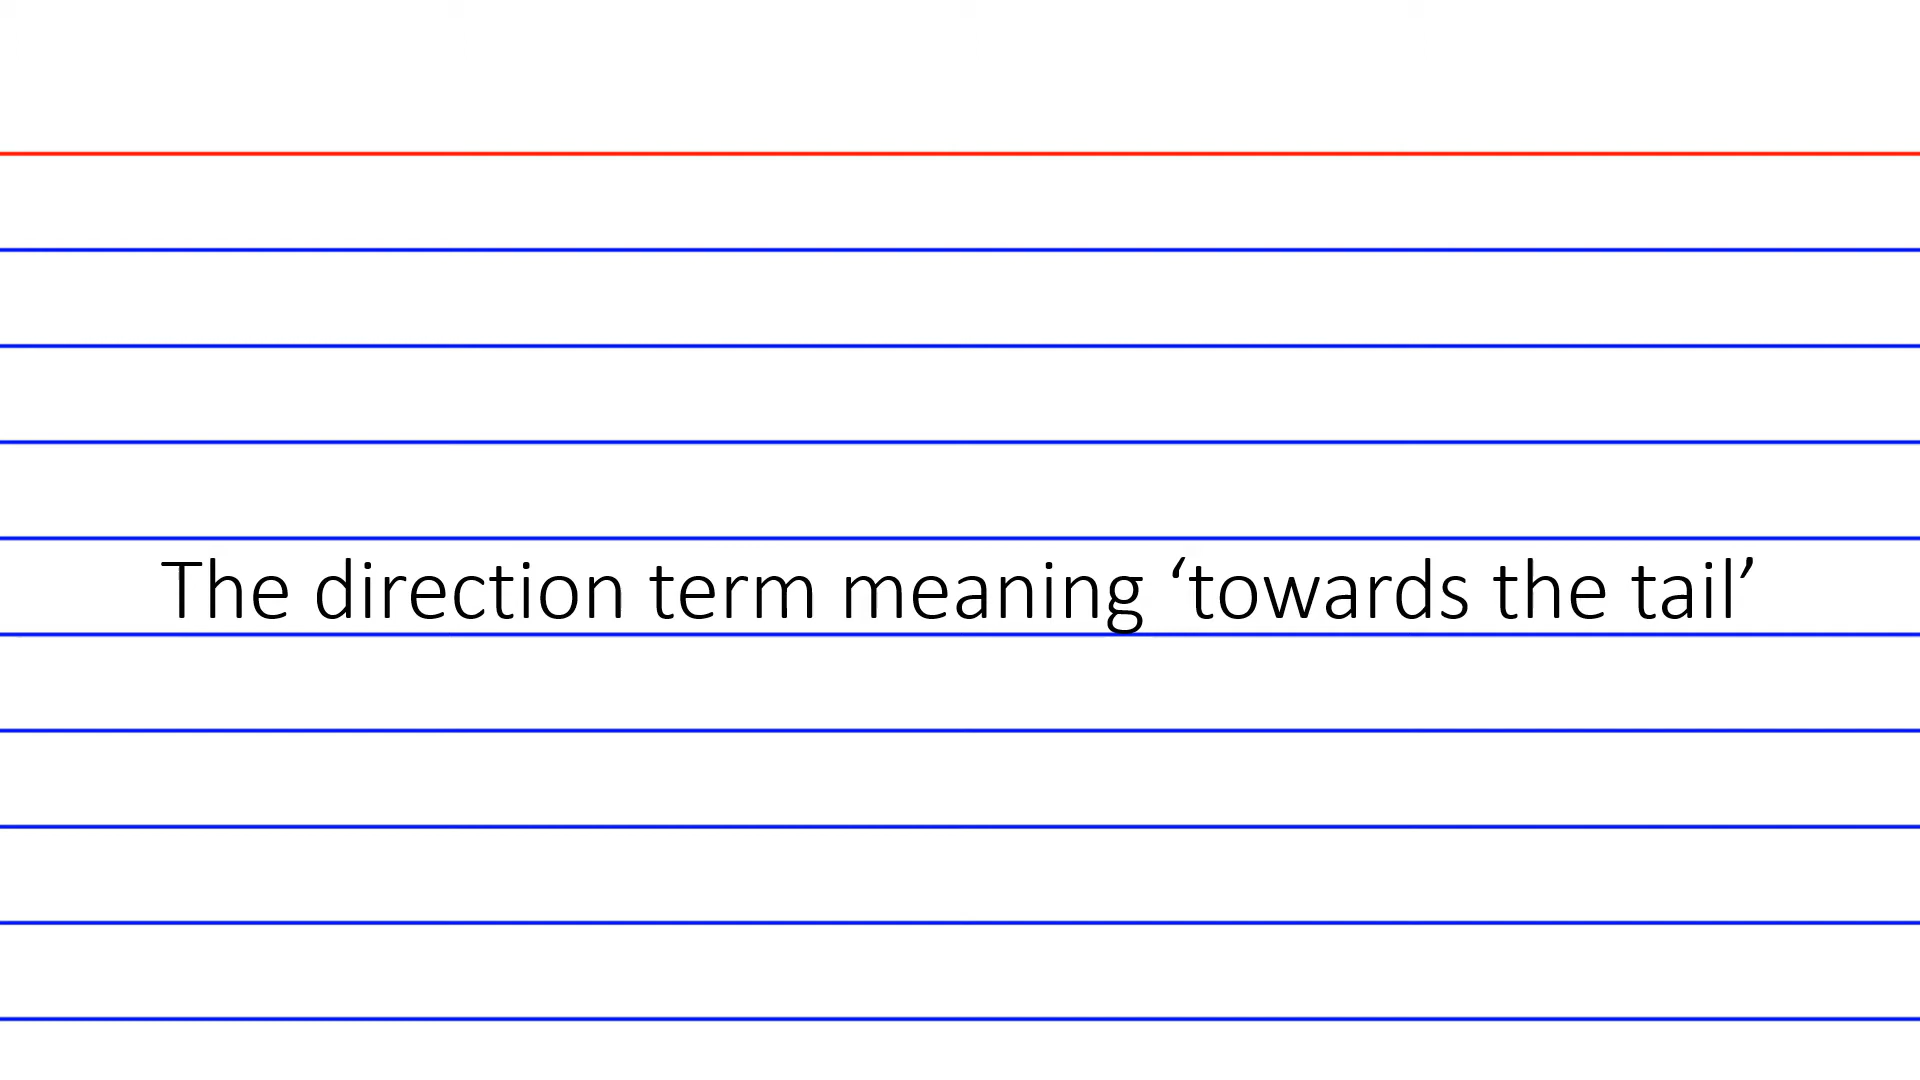 The direction term meaning ‘towards the tail’